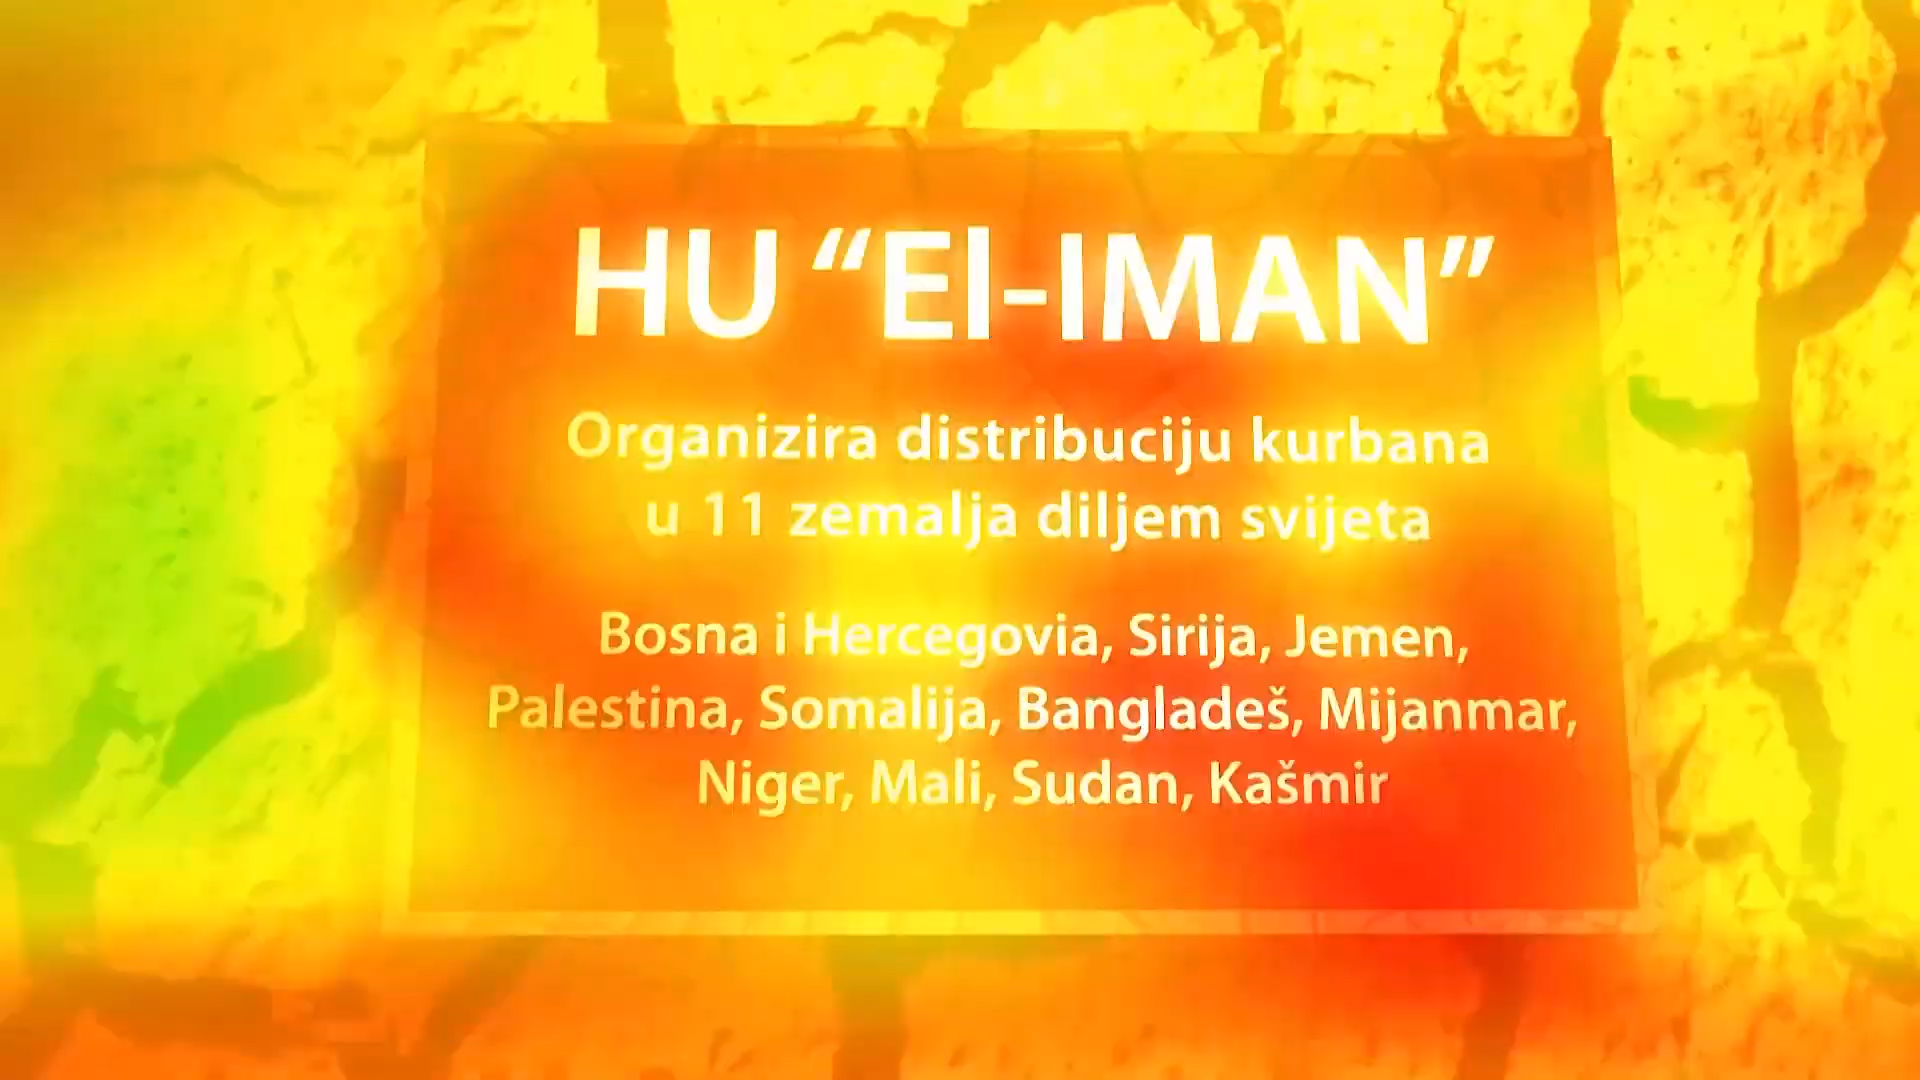 HU “El-IMAN”
Organizira distribuciju kurbana
u 11 zemalja diljem svijeta
Bosna i Hercegovia, Sirija, Jemen,
Palestina, Somalija, Bangladeš, Mijanmar,
Niger, Mali, Sudan, Kašmir